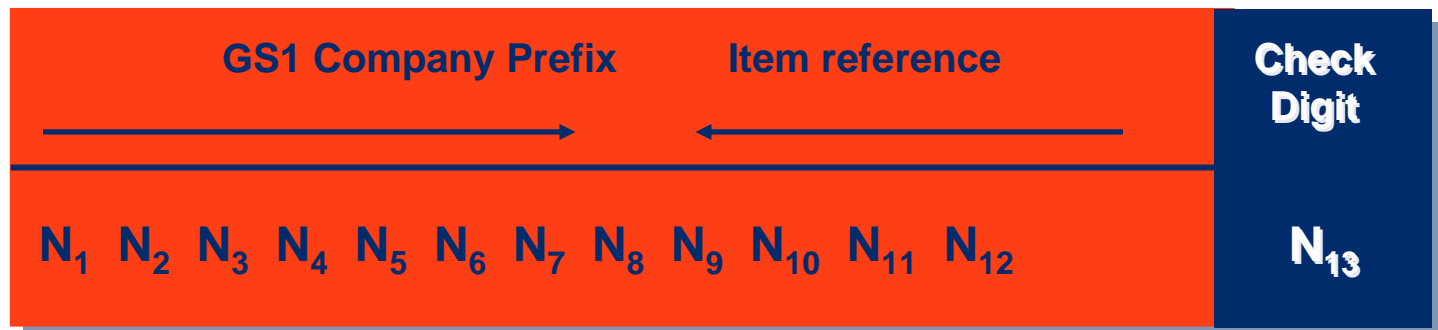 GS1 Company Prefix Item reference Check
Digit
N1 N2 N3 N4 N5 N6 N7 N8 N9 N10 N11 N12 N13